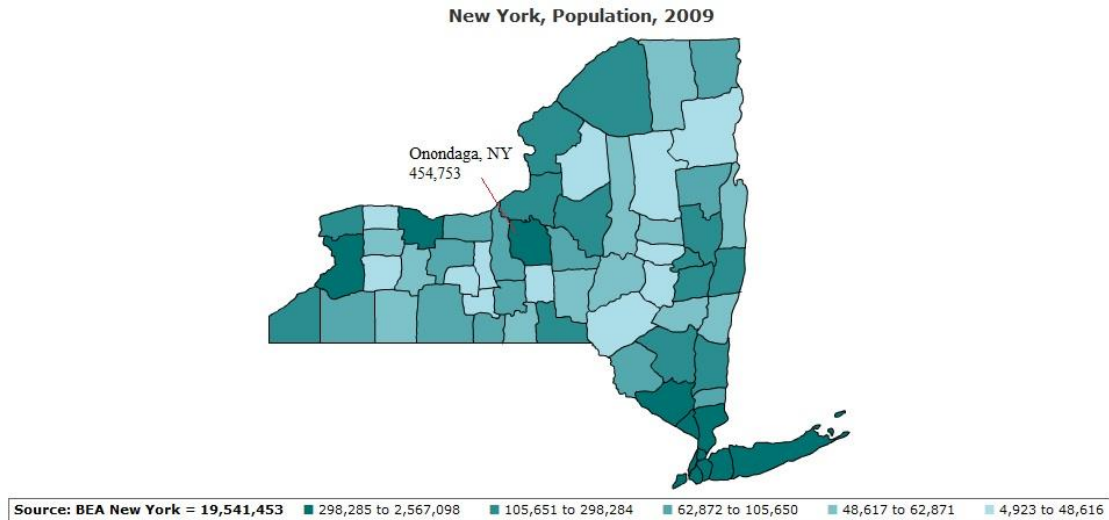 New York, Population, 2009
Onondaga, NY
454,753
Source: BEA New York = 19,541,453 298,285 to 2,567,098 105,651 to 298,284 62,872 to 105,650 48,617 to 62,871 4,923 to 48,616